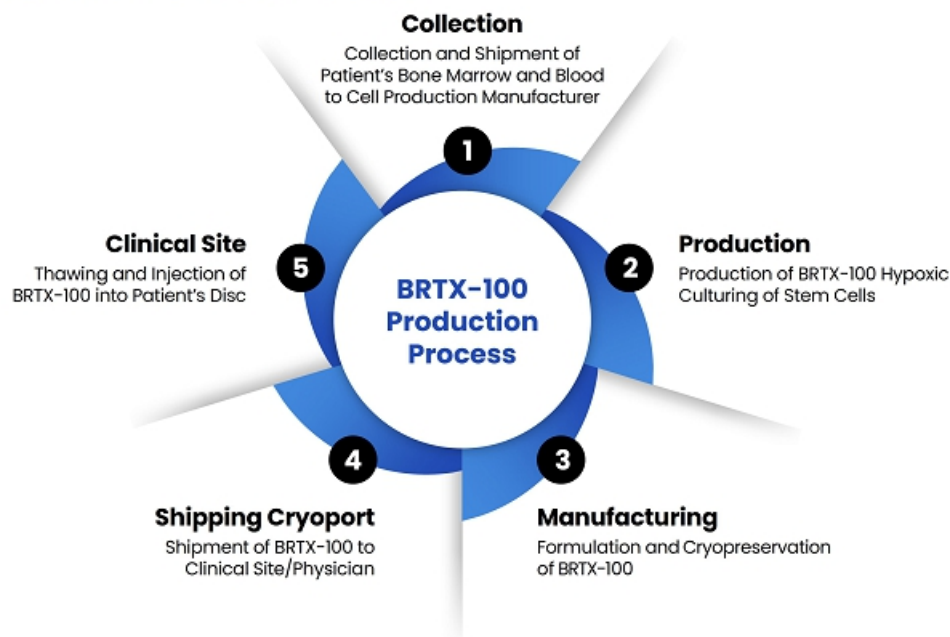 Collection
Collection and Shipment of
Patient's Bone Marrow and Blood
to Cell Production Manufacturer
1
2
Production
Production of BRTX-100 Hypoxic
Culturing of Stem Cells
3
Manufacturing
Formulation and Cryopreservation
of BRTX-100
4
Shipping Cryoport
Shipment of BRTX-100 to
Clinical Site/Physician
5
Clinical Site
Thawing and Injection of
BRTX-100 into Patient's Disc
BRTX-100
Production
Process